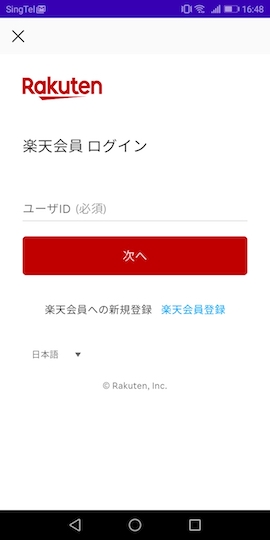 SingTel
16:48
Rakuten
楽天会員 ログイン
ユーザID (必須)
次へ
楽天会員への新規登録 楽天会員登録
日本語
© Rakuten, Inc.